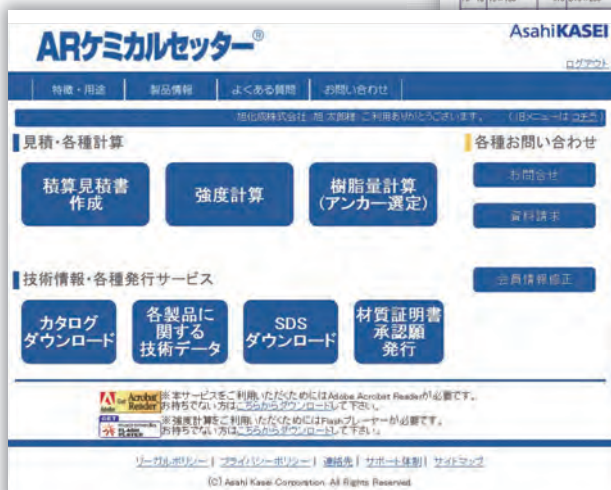 ARケミカルセッター®
AsahiKASEI
ログアウト
特徴・用途
製品情報
よくある質問
お問い合わせ
旭化成株式会社 旭 太郎様 ご利用ありがとうございます。 (旧メニューは コチラ)
見積・各種計算
各種お問い合わせ
積算見積書
作成
強度計算
樹脂量計算
(アンカー選定)
お問合せ
資料請求
技術情報・各種発行サービス
会員情報修正
カタログ
ダウンロード
各製品に
関する
技術データ
SDS
ダウンロード
材質証明書
承認願
発行
Get Acrobat Reader
Adobe
※本サービスをご利用いただくためにはAdobe Acrobat Readerが必要です。
お持ちでない方はこちらからダウンロードして下さい。
GET
macromedia
FLASH
PLAYER
※強度計算をご利用いただくためにはFlashプレーヤーが必要です。
お持ちでない方はこちらからダウンロードして下さい。
リーガルポリシー | プライバシーポリシー | 連絡先 | サポート体制 | サイトマップ
(C) Asahi Kasei Corporation. All Rights Reserved.